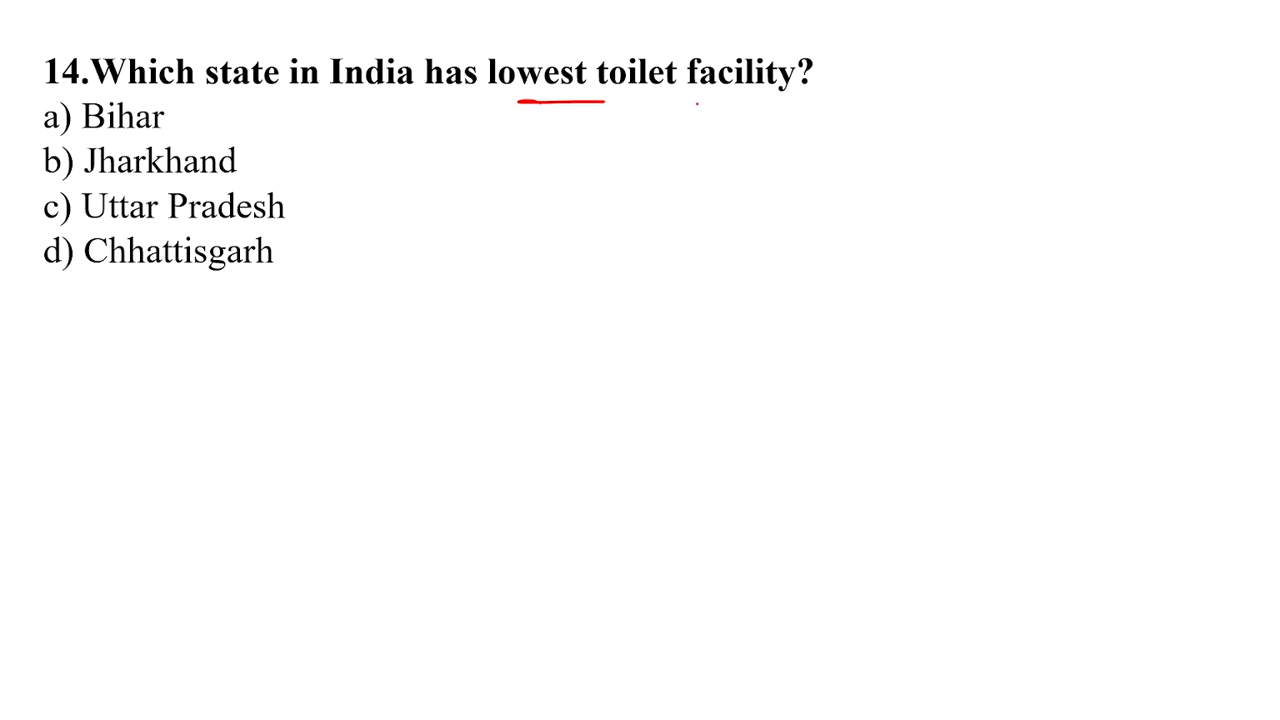 14.Which state in India has lowest toilet facility?
a) Bihar
b) Jharkhand
c) Uttar Pradesh
d) Chhattisgarh